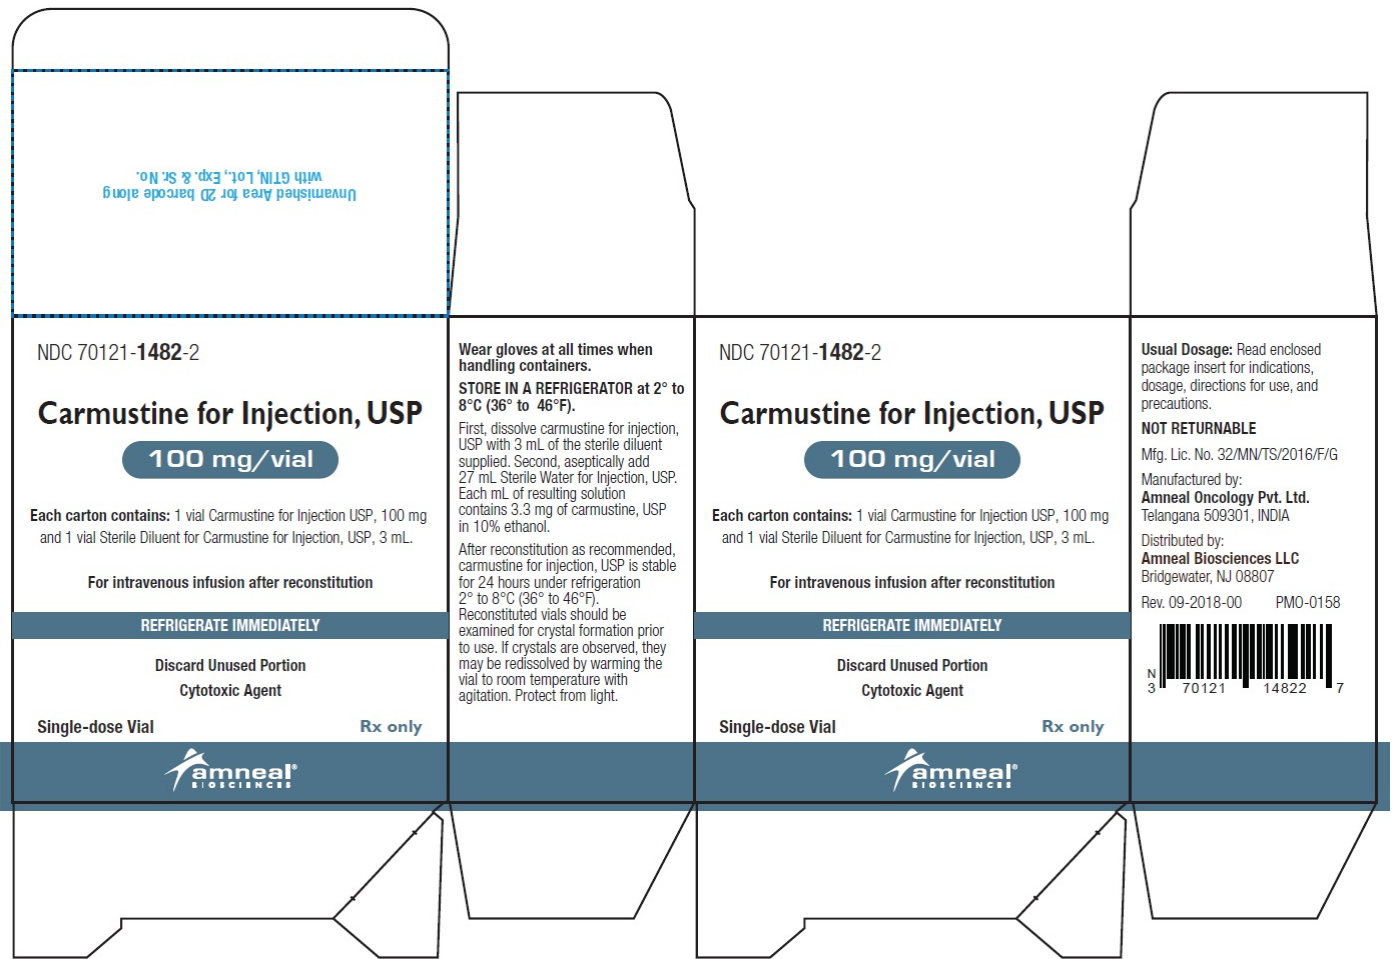 Unvarnished Area for 2D barcode along
with GTIN, Lot., Exp. & Sr. No.
NDC 70121-1482-2
Carmustine for Injection, USP
100 mg/vial
Each carton contains: 1 vial Carmustine for Injection USP, 100 mg
and 1 vial Sterile Diluent for Carmustine for Injection, USP, 3 mL.
For intravenous infusion after reconstitution
REFRIGERATE IMMEDIATELY
Discard Unused Portion
Cytotoxic Agent
Single-dose Vial
Rx only
amneal®
BIOSCIENCES
Wear gloves at all times when
handling containers.
STORE IN A REFRIGERATOR at 2° to
8°C (36° to 46°F).
First, dissolve carmustine for injection,
USP with 3 mL of the sterile diluent
supplied. Second, aseptically add
27 mL Sterile Water for Injection, USP.
Each mL of resulting solution
contains 3.3 mg of carmustine, USP
in 10% ethanol.
After reconstitution as recommended,
carmustine for injection, USP is stable
for 24 hours under refrigeration
2° to 8°C (36° to 46°F).
Reconstituted vials should be
examined for crystal formation prior
to use. If crystals are observed, they
may be redissolved by warming the
vial to room temperature with
agitation. Protect from light.
NDC 70121-1482-2
Carmustine for Injection, USP
100 mg/vial
Each carton contains: 1 vial Carmustine for Injection USP, 100 mg
and 1 vial Sterile Diluent for Carmustine for Injection, USP, 3 mL.
For intravenous infusion after reconstitution
REFRIGERATE IMMEDIATELY
Discard Unused Portion
Cytotoxic Agent
Single-dose Vial
Rx only
amneal®
BIOSCIENCES
Usual Dosage: Read enclosed
package insert for indications,
dosage, directions for use, and
precautions.
NOT RETURNABLE
Mfg. Lic. No. 32/MN/TS/2016/F/G
Manufactured by:
Amneal Oncology Pvt. Ltd.
Telangana 509301, INDIA
Distributed by:
Amneal Biosciences LLC
Bridgewater, NJ 08807
Rev. 09-2018-00 PMO-0158
N
3 70121 14822 7